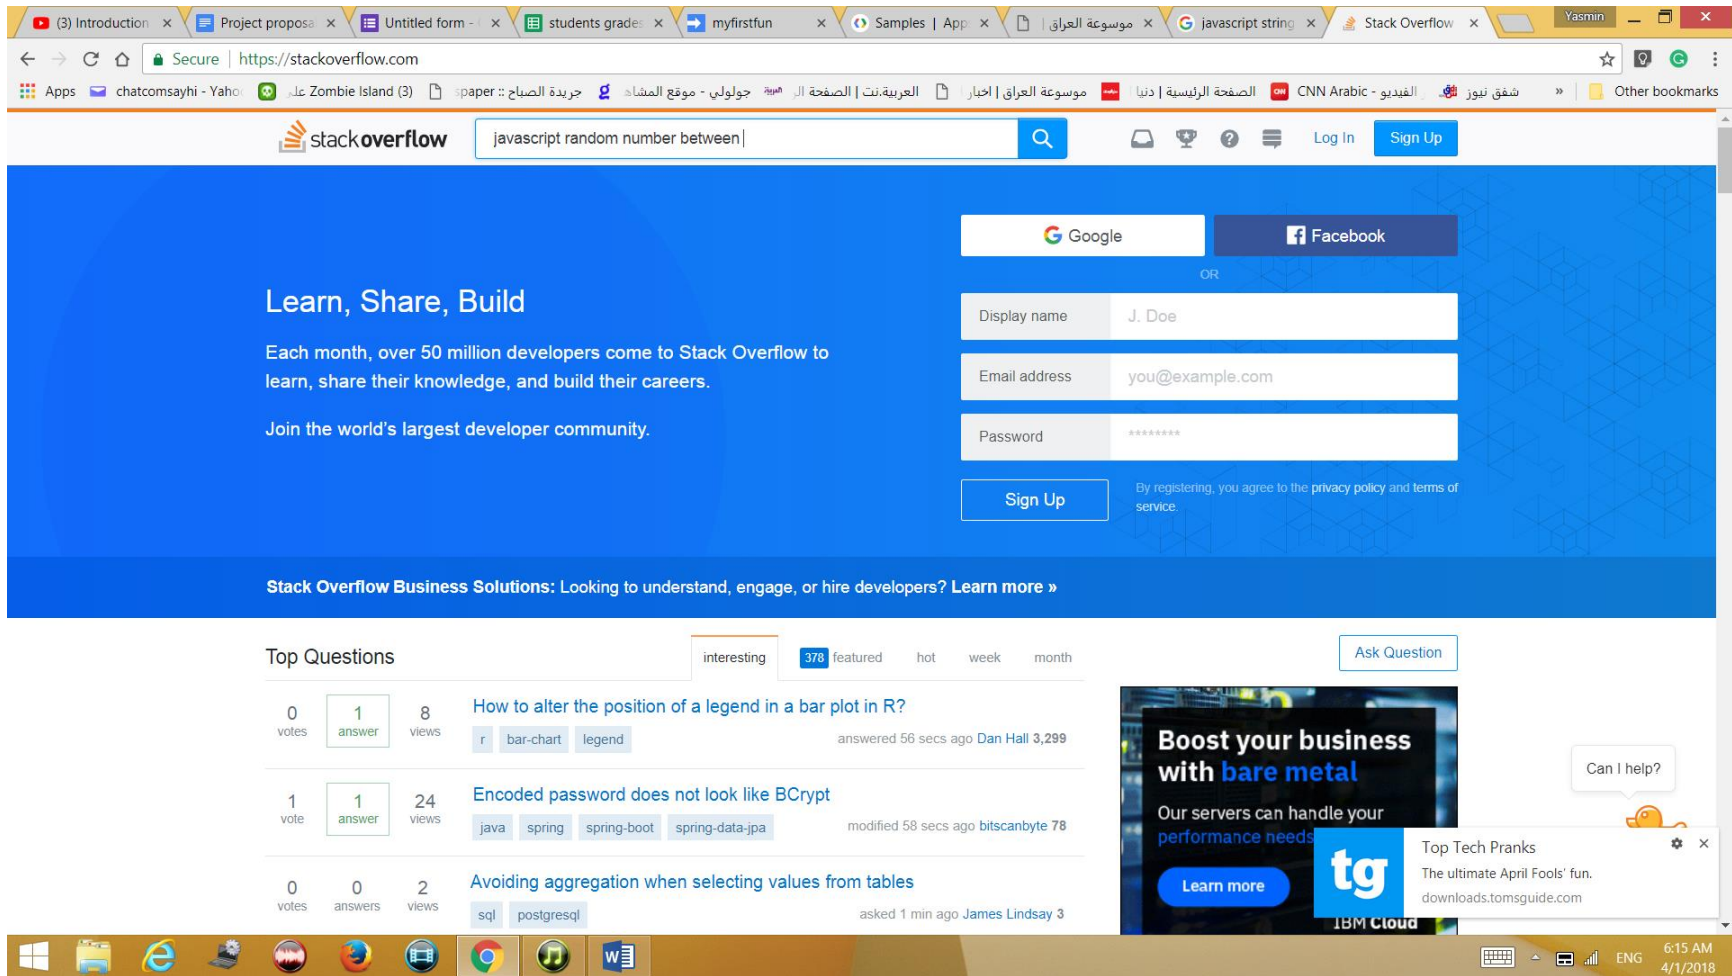 (3) Introduction
Project proposa
Untitled form -
students grade
myfirstfun
Samples | App
موسوعة العراق |
javascript string
Stack Overflow
Yasmin
Secure
https://stackoverflow.com
Apps
chatcomsayhi - Yaho
Zombie Island (3) علـ
جريدة الصباح :: paper
جولولي - موقع المشاهـ
العربية.نت | الصفحة الر
موسوعة العراق | اخبار
الصفحة الرئيسية | دنيا
CNN Arabic - الفيديو
شفق نيوز
»
Other bookmarks
stackoverflow
javascript random number between
Log In
Sign Up
Google
Facebook
OR
Learn, Share, Build
Each month, over 50 million developers come to Stack Overflow to
learn, share their knowledge, and build their careers.
Join the world's largest developer community.
Display name
J. Doe
Email address
you@example.com
Password
********
Sign Up
By registering, you agree to the privacy policy and terms of
service.
Stack Overflow Business Solutions: Looking to understand, engage, or hire developers? Learn more »
Top Questions
interesting
378 featured
hot
week
month
Ask Question
0 votes
1 answer
8 views
How to alter the position of a legend in a bar plot in R?
r bar-chart legend
answered 56 secs ago Dan Hall 3,299
1 vote
1 answer
24 views
Encoded password does not look like BCrypt
java spring spring-boot spring-data-jpa
modified 58 secs ago bitscanbyte 78
0 votes
0 answers
2 views
Avoiding aggregation when selecting values from tables
sql postgresql
asked 1 min ago James Lindsay 3
Boost your business
with bare metal
Our servers can handle your
performance needs
Learn more
IBM Cloud
Can I help?
tg
Top Tech Pranks
The ultimate April Fools' fun.
downloads.tomsguide.com
ENG
6:15 AM
4/1/2018